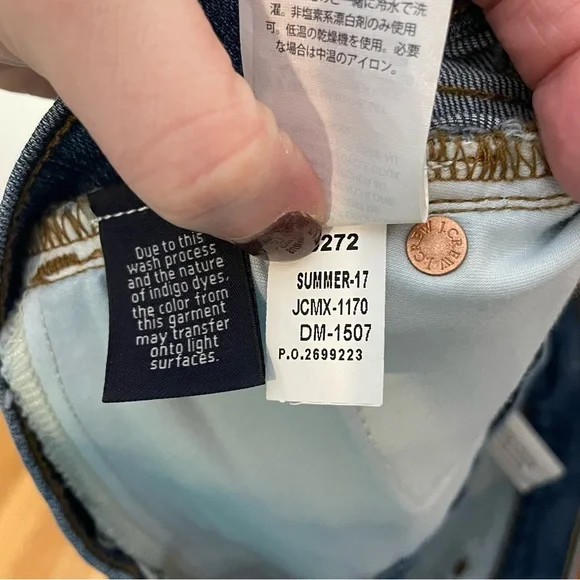 濯。非塩素系漂白剤のみ使用
可。低温の乾燥機を使用。必要
な場合は中温のアイロン。
Due to this
wash process
and the nature
of indigo dyes,
the color from
this garment
may transfer
onto light
surfaces.
272
SUMMER-17
JCMX-1170
DM-1507
P.O.2699223
J.CREW J.CREW